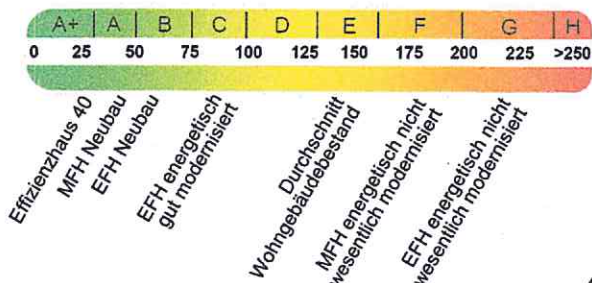 A+ A B C D E F G H
0 25 50 75 100 125 150 175 200 225 >250
Effizienzhaus 40
MFH Neubau
EFH Neubau
EFH energetisch
gut modernisiert
Durchschnitt
Wohngebäudebestand
MFH energetisch nicht
wesentlich modernisiert
EFH energetisch nicht
wesentlich modernisiert